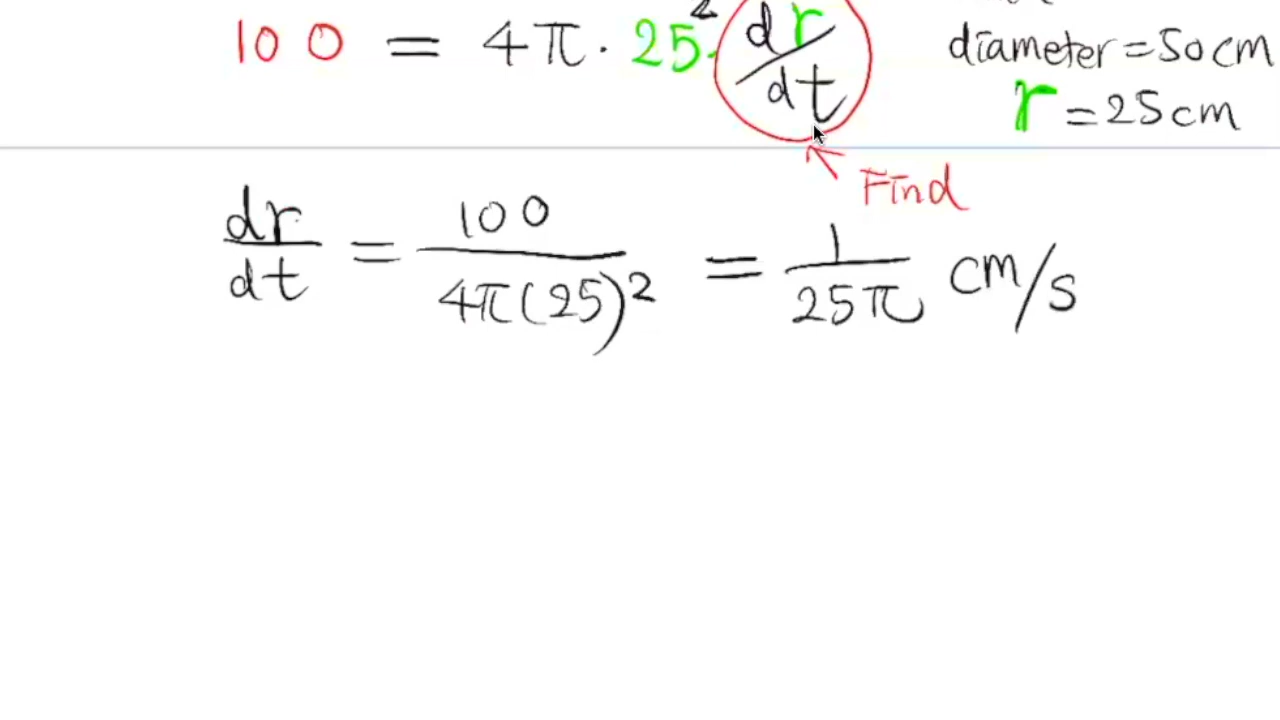 100 = 4π · 25² · dr/dt
diameter = 50 cm
r = 25 cm
Find
dr/dt = 100/4π(25)² = 1/25π cm/s